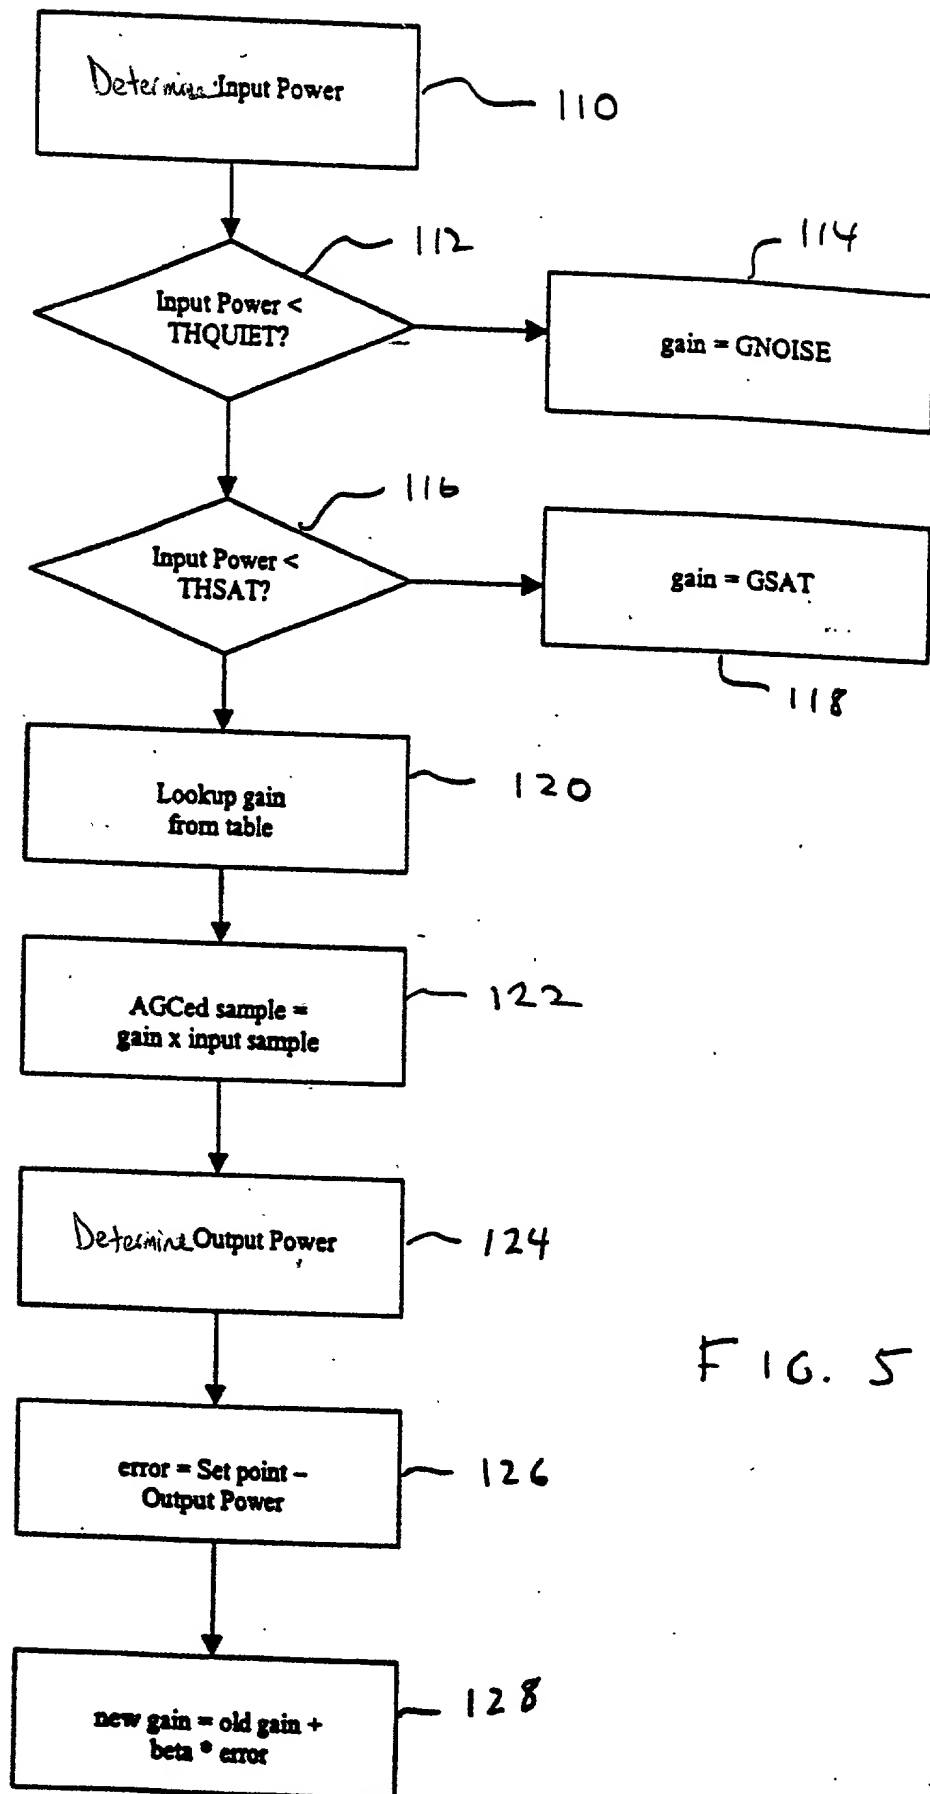 Determine Input Power
110
112
Input Power <
THQUIET?
114
gain = GNOISE
116
Input Power <
THSAT?
gain = GSAT
118
Lookup gain
from table
120
AGCed sample =
gain x input sample
122
Determine Output Power
124
FIG. 5
error = Set point –
Output Power
126
new gain = old gain +
beta * error
128